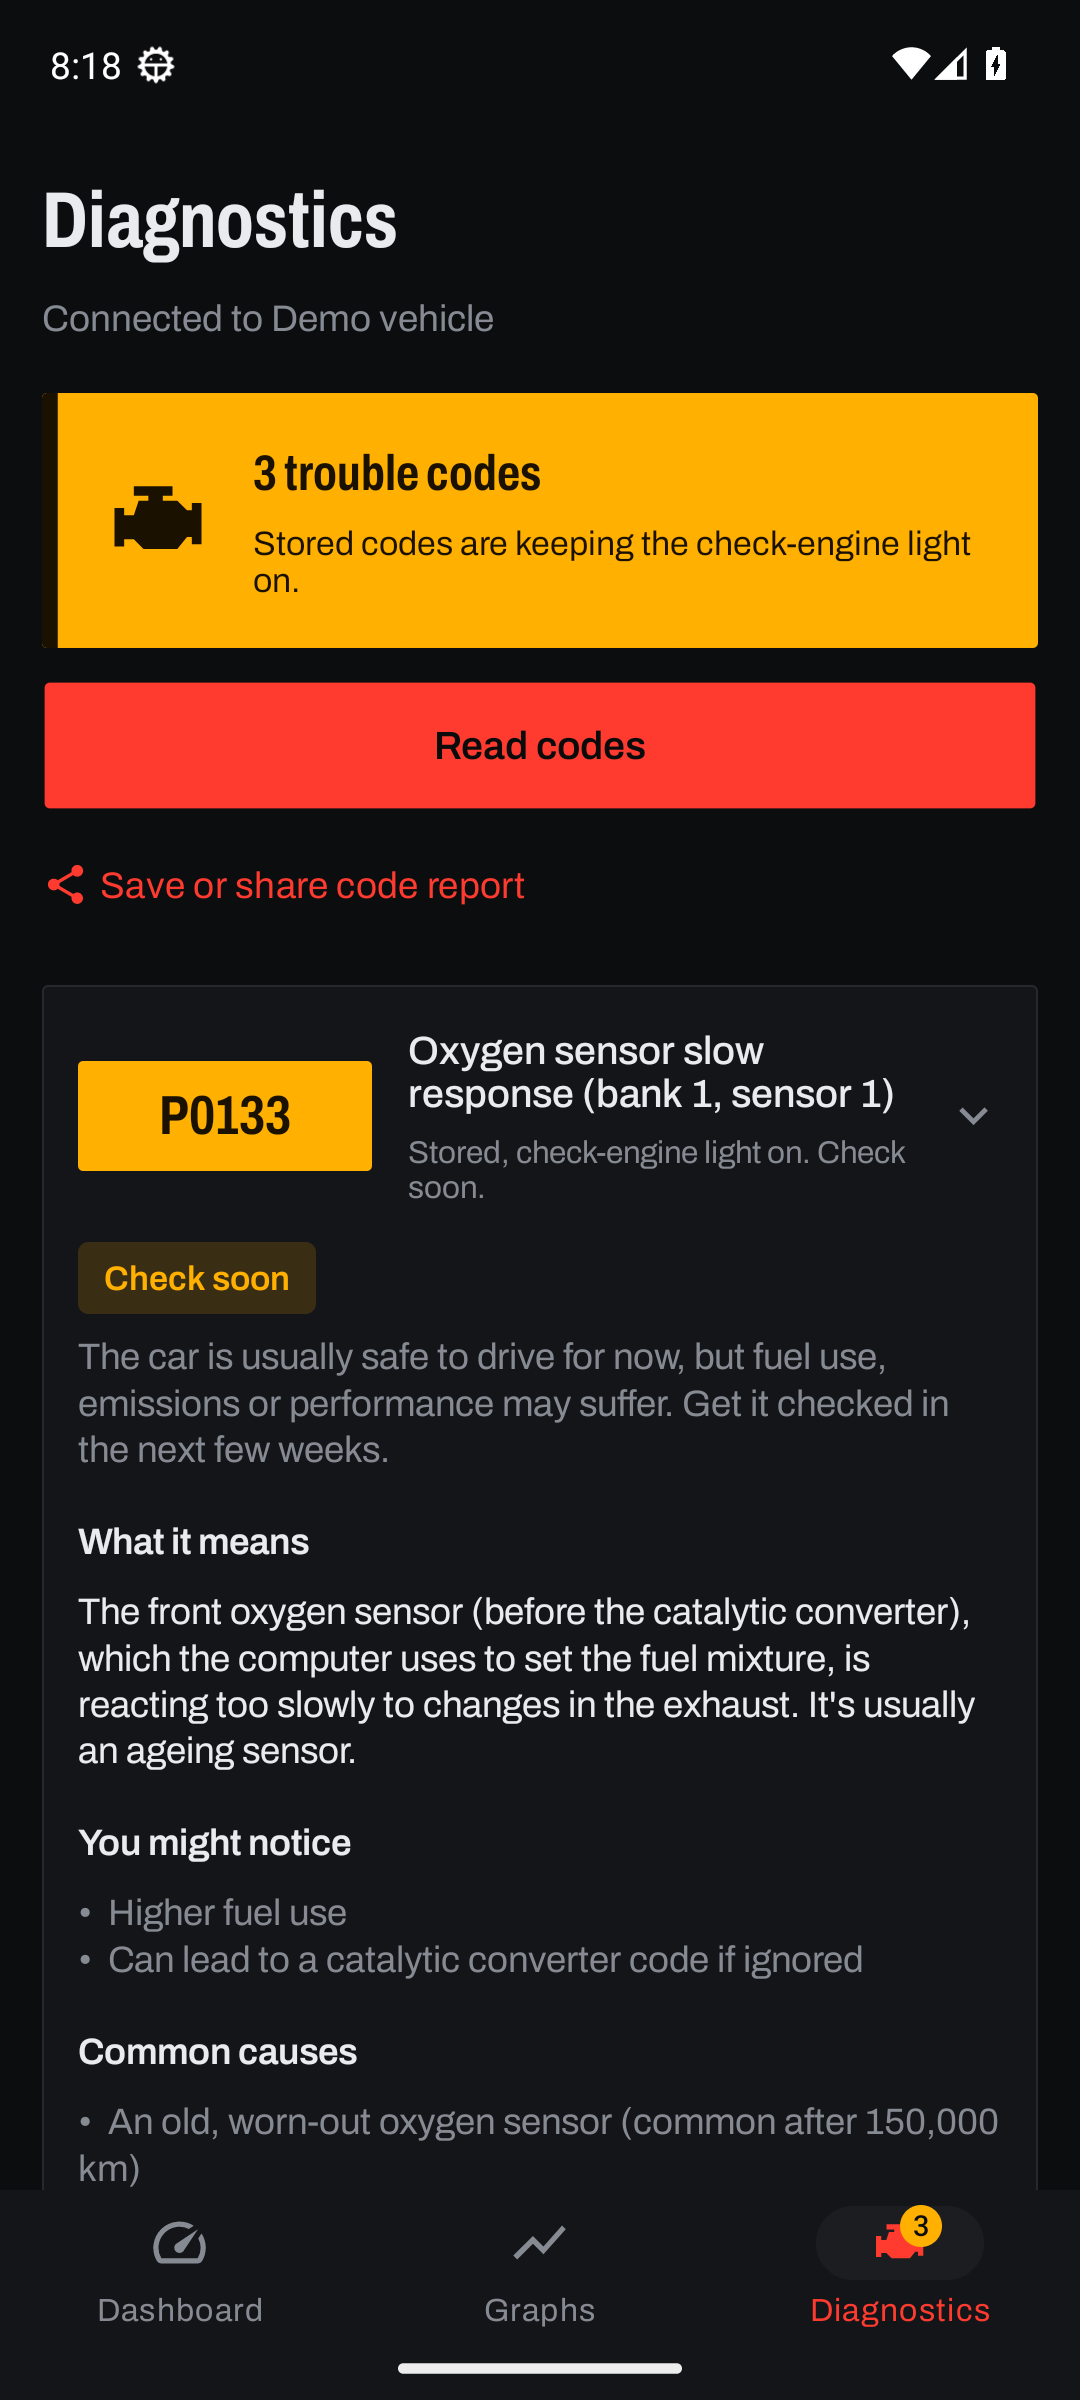 8:18
Diagnostics
Connected to Demo vehicle
3 trouble codes
Stored codes are keeping the check-engine light
on.
Read codes
Save or share code report
P0133
Oxygen sensor slow
response (bank 1, sensor 1)
Stored, check-engine light on. Check
soon.
Check soon
The car is usually safe to drive for now, but fuel use,
emissions or performance may suffer. Get it checked in
the next few weeks.
What it means
The front oxygen sensor (before the catalytic converter),
which the computer uses to set the fuel mixture, is
reacting too slowly to changes in the exhaust. It's usually
an ageing sensor.
You might notice
• Higher fuel use
• Can lead to a catalytic converter code if ignored
Common causes
• An old, worn-out oxygen sensor (common after 150,000
km)
3
Dashboard
Graphs
Diagnostics